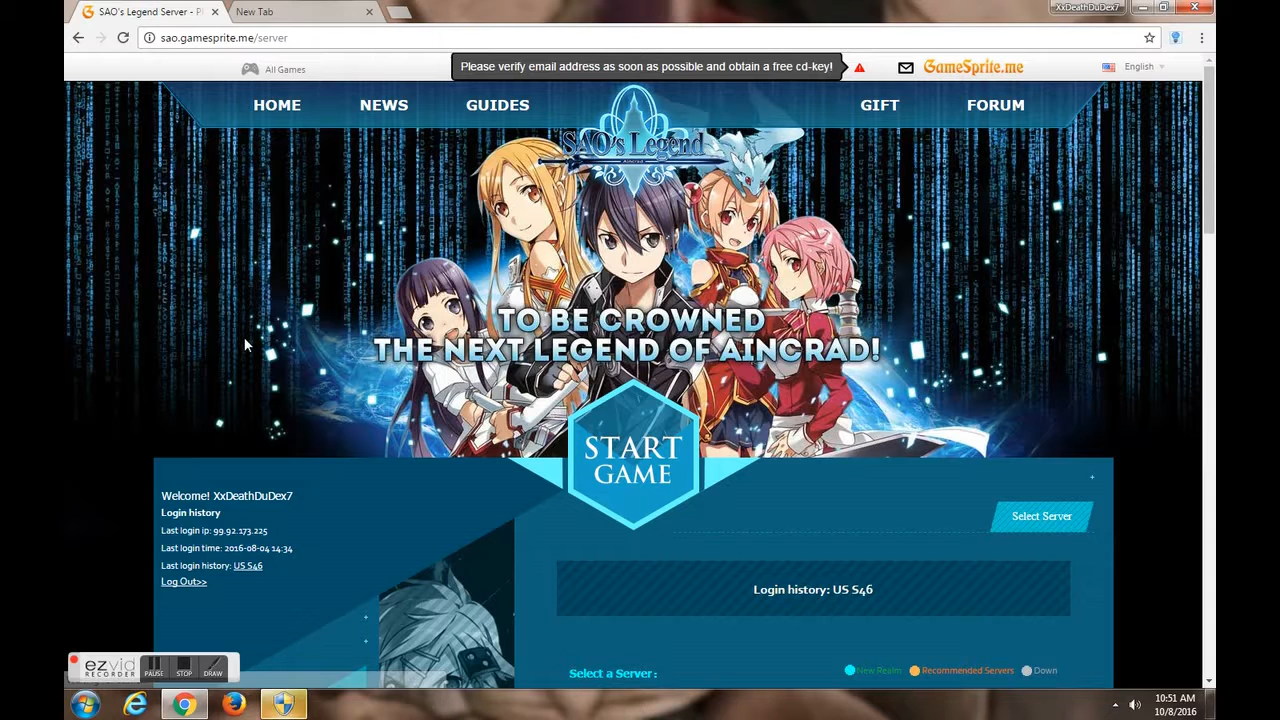 SAO's Legend Server - P
New Tab
XxDeathDuDex7
sao.gamesprite.me/server
All Games
Please verify email address as soon as possible and obtain a free cd-key!
GameSprite.me
English
HOME
NEWS
GUIDES
GIFT
FORUM
SAO's Legend
Aincrad
TO BE CROWNED
THE NEXT LEGEND OF AINCRAD!
START
GAME
Welcome! XxDeathDuDex7
Login history
Last login ip: 99.92.173.225
Last login time: 2016-08-04 14:34
Last login history: US S46
Log Out>>
Select Server
Login history: US S46
Select a Server:
New Realm
Recommended Servers
Down
ezvid
RECORDER
PAUSE
STOP
DRAW
10:51 AM
10/8/2016